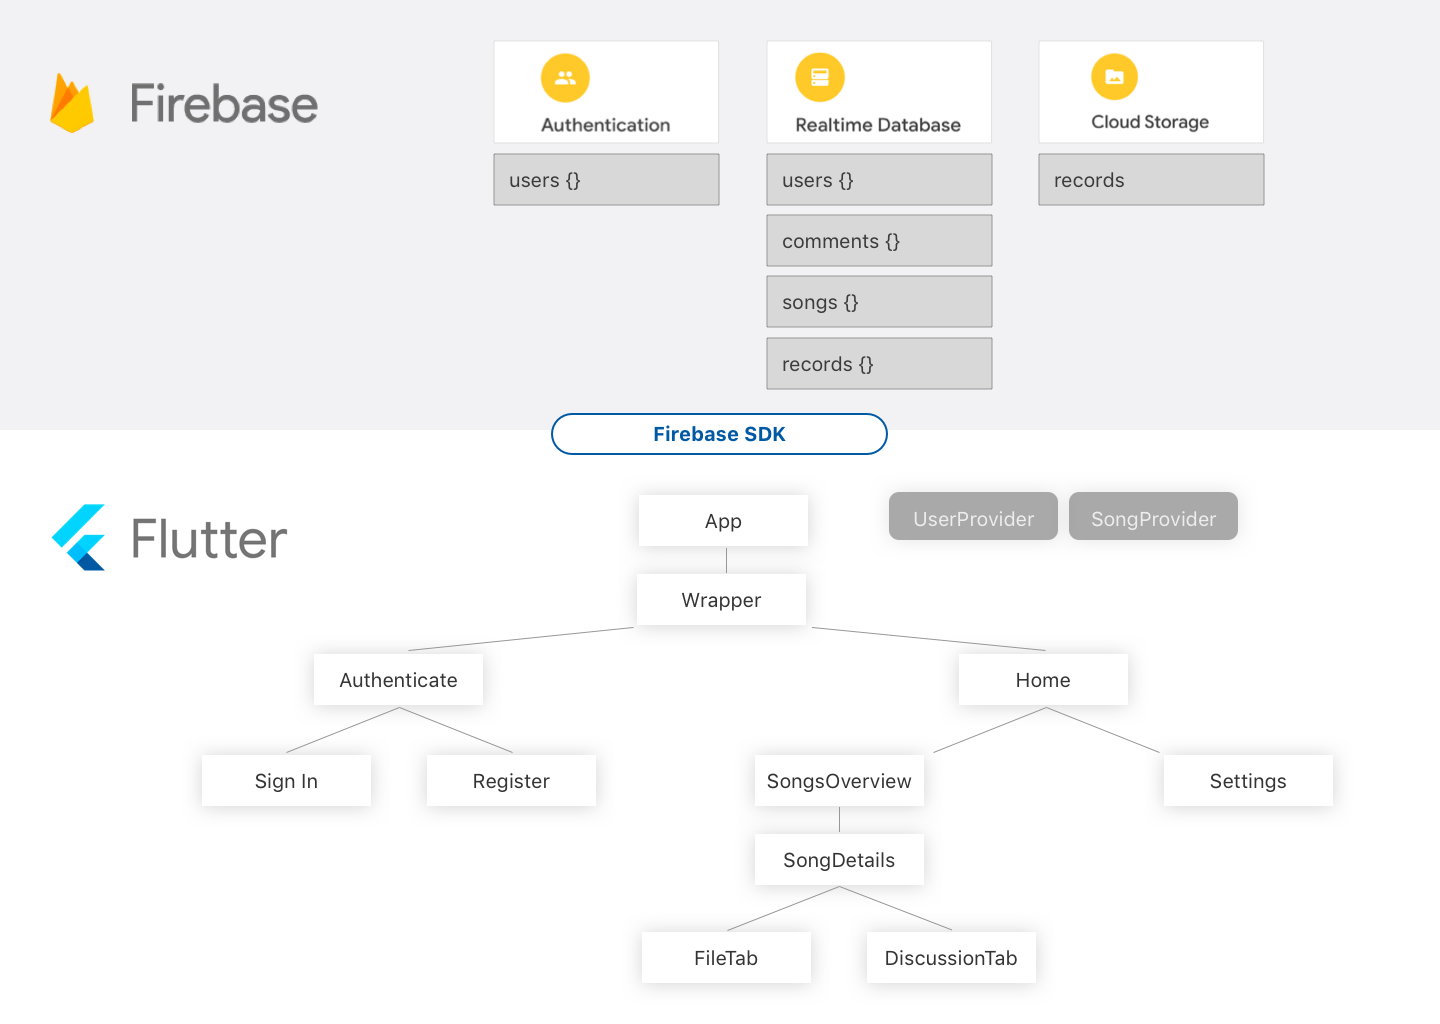 Firebase
Authentication
Realtime Database
Cloud Storage
users {}
users {}
records
comments {}
songs {}
records {}
Firebase SDK
Flutter
App
UserProvider
SongProvider
Wrapper
Authenticate
Home
Sign In
Register
SongsOverview
Settings
SongDetails
FileTab
DiscussionTab